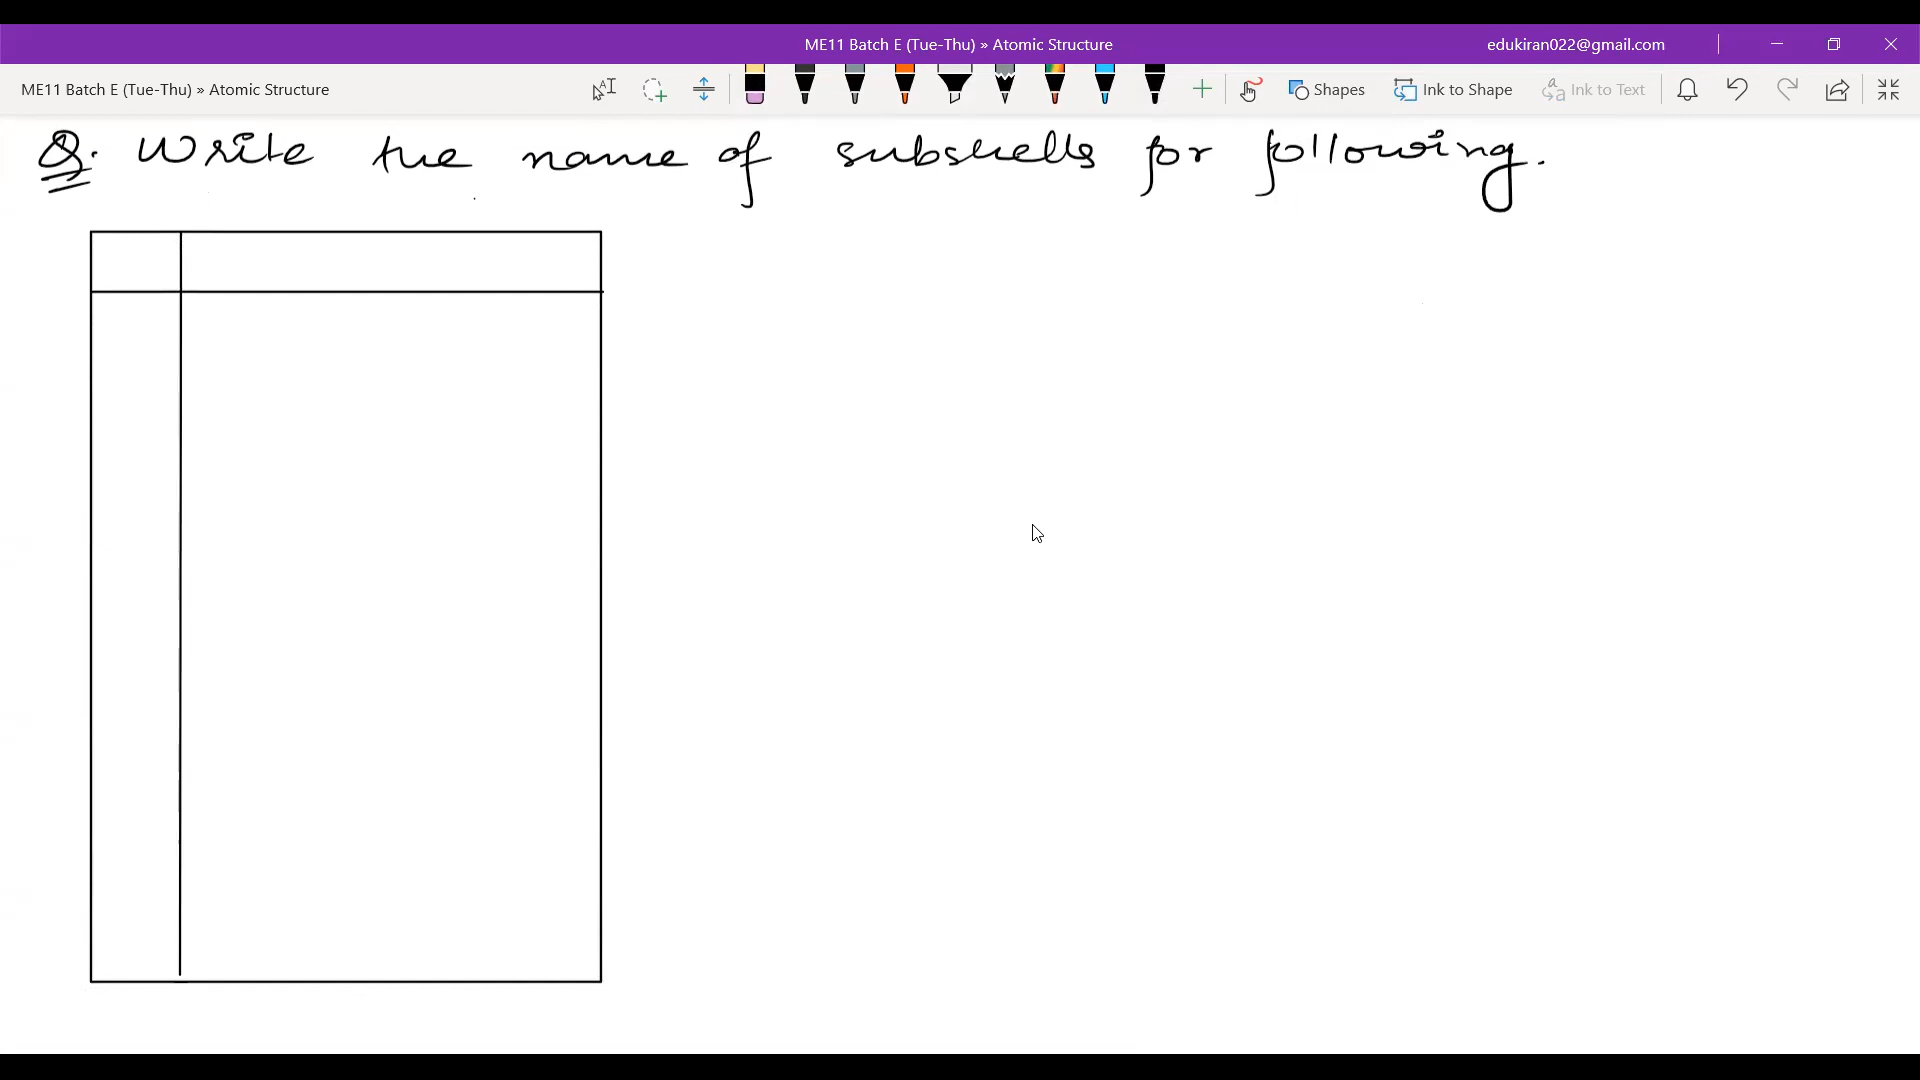 ME11 Batch E (Tue-Thu) » Atomic Structure
edukiran022@gmail.com
ME11 Batch E (Tue-Thu) » Atomic Structure
Shapes
Ink to Shape
Ink to Text
Q. Write the name of subshells for following.